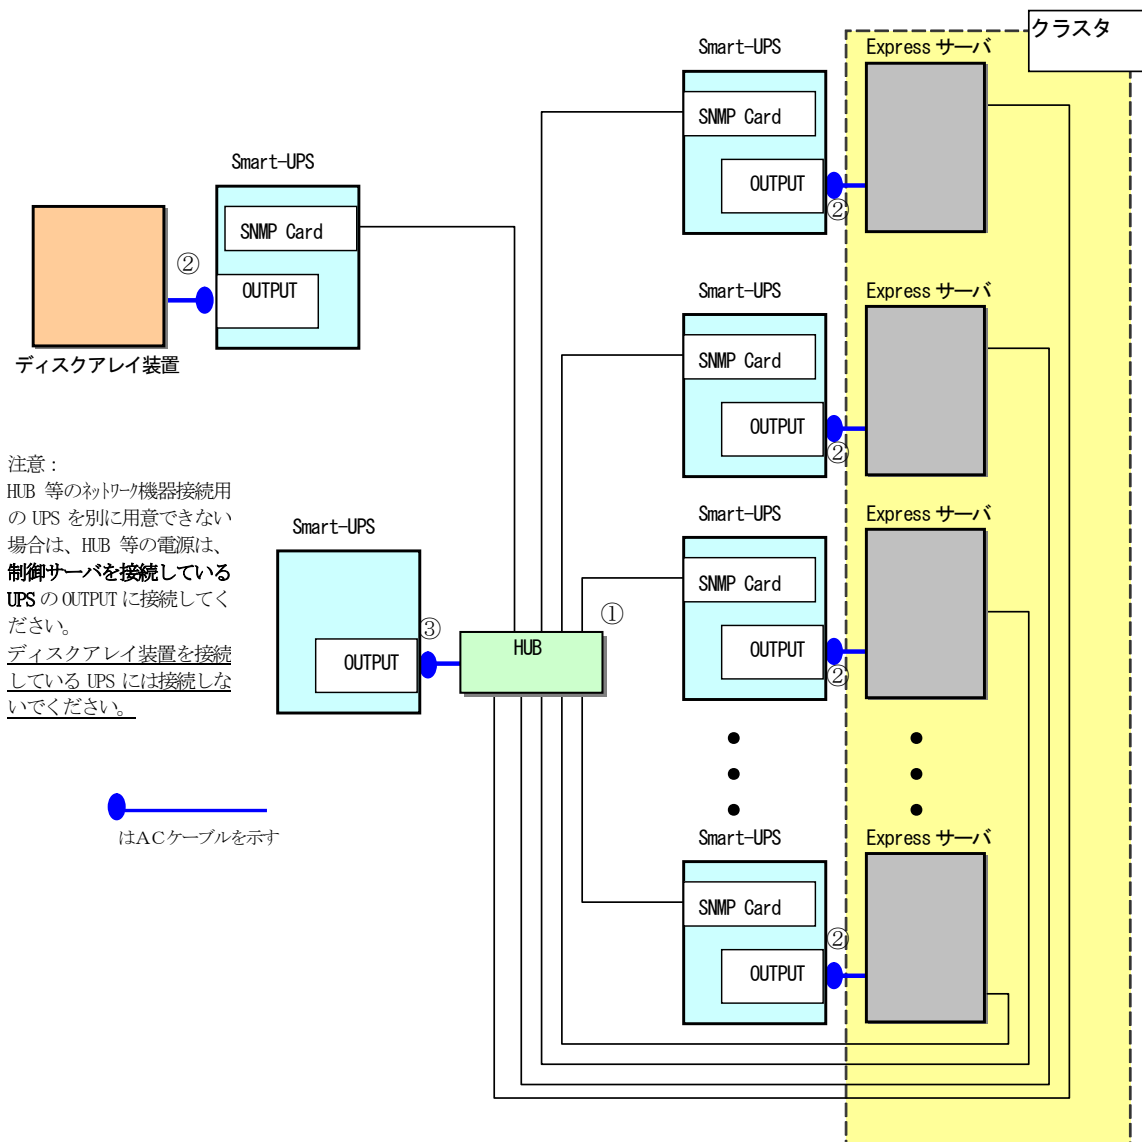 クラスタ
Smart-UPS
Express サーバ
SNMP Card
OUTPUT
②
Smart-UPS
SNMP Card
②
OUTPUT
ディスクアレイ装置
Smart-UPS
Express サーバ
SNMP Card
OUTPUT
②
注意：
HUB 等のﾈｯﾄﾜｰｸ機器接続用
の UPS を別に用意できない
場合は、HUB 等の電源は、
制御サーバを接続している
UPS の OUTPUT に接続してく
ださい。
ディスクアレイ装置を接続
している UPS には接続しな
いでください。
Smart-UPS
OUTPUT
③
HUB
①
Smart-UPS
Express サーバ
SNMP Card
OUTPUT
②
はACケーブルを示す
Smart-UPS
Express サーバ
SNMP Card
②
OUTPUT